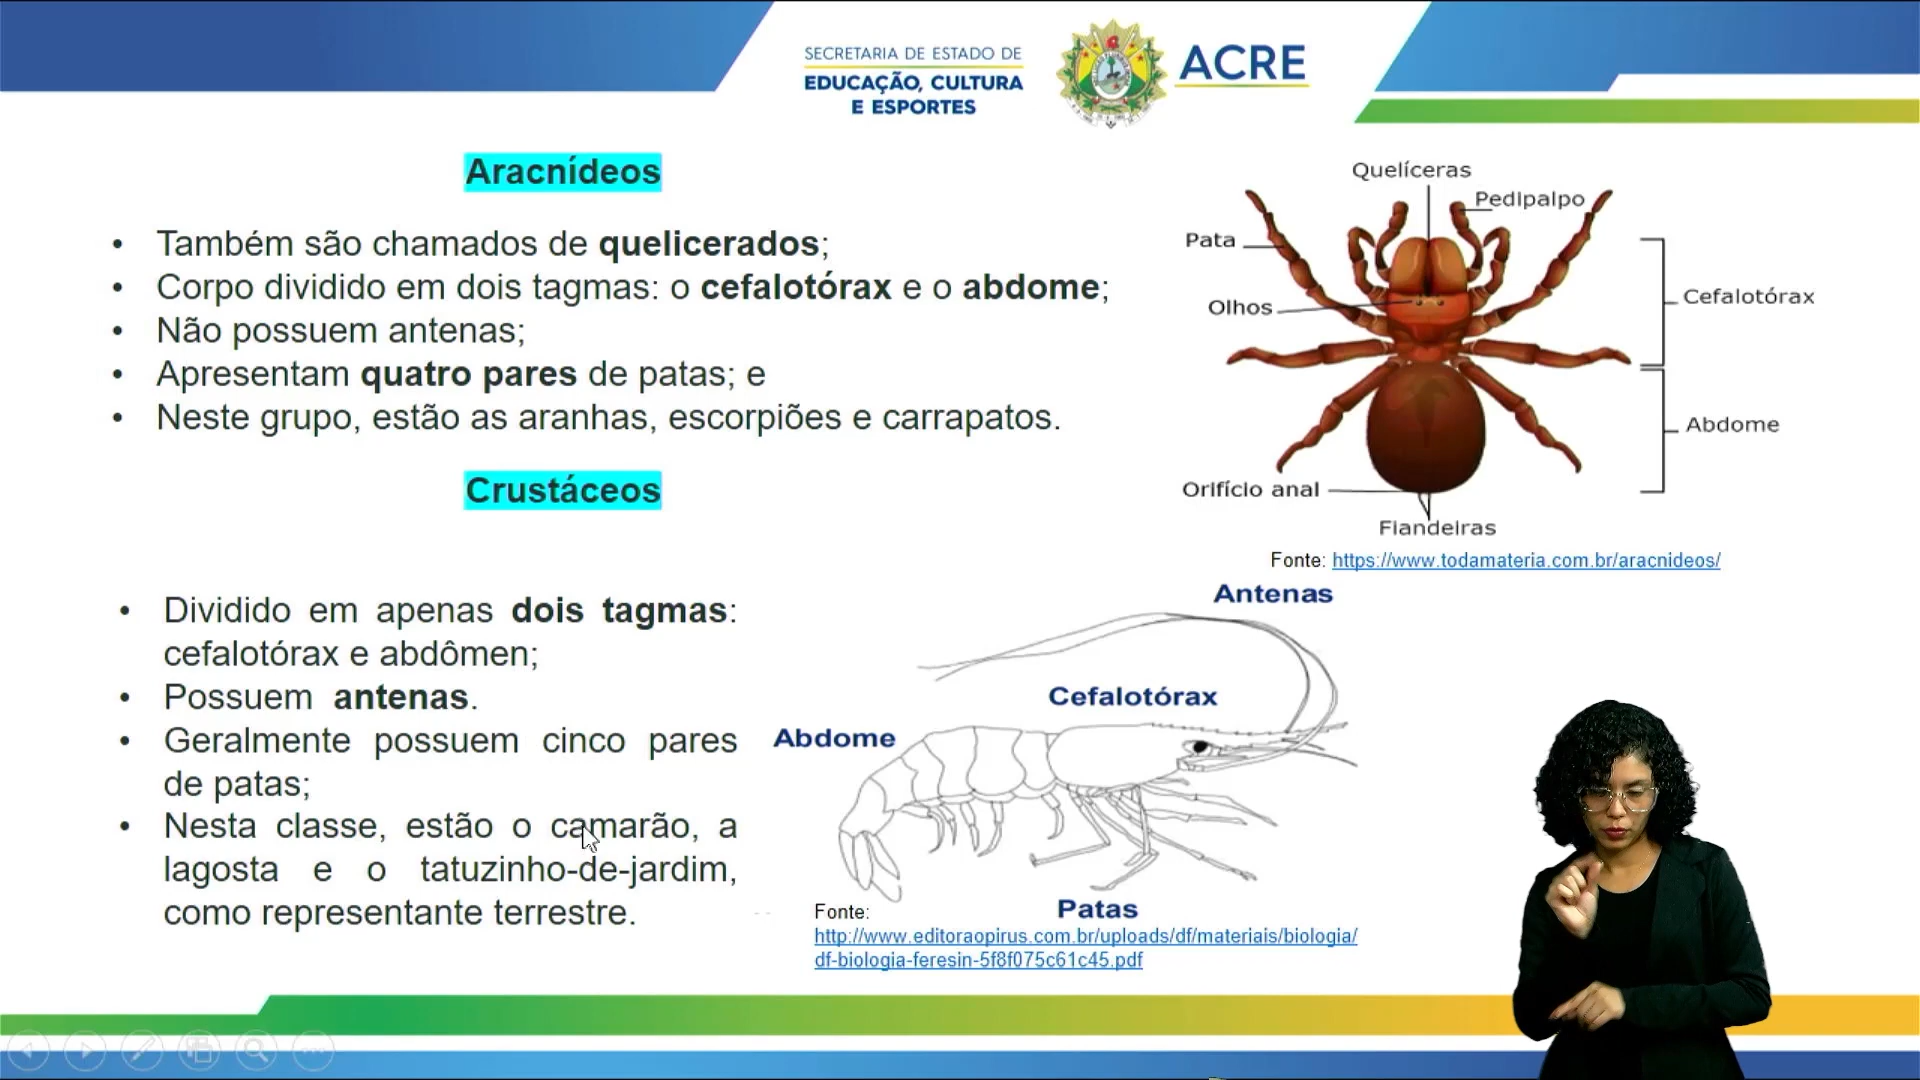 SECRETARIA DE ESTADO DE
EDUCAÇÃO, CULTURA
E ESPORTES
ACRE
Aracnídeos
• Também são chamados de quelicerados;
• Corpo dividido em dois tagmas: o cefalotórax e o abdome;
• Não possuem antenas;
• Apresentam quatro pares de patas; e
• Neste grupo, estão as aranhas, escorpiões e carrapatos.
Quelíceras
Pedipalpo
Pata
Olhos
Cefalotórax
Abdome
Orifício anal
Fiandeiras
Fonte: https://www.todamateria.com.br/aracnideos/
Crustáceos
• Dividido em apenas dois tagmas:
cefalotórax e abdômen;
• Possuem antenas.
• Geralmente possuem cinco pares
de patas;
• Nesta classe, estão o camarão, a
lagosta e o tatuzinho-de-jardim,
como representante terrestre.
Antenas
Cefalotórax
Abdome
Patas
Fonte:
http://www.editoraopirus.com.br/uploads/df/materiais/biologia/
df-biologia-feresin-5f8f075c61c45.pdf